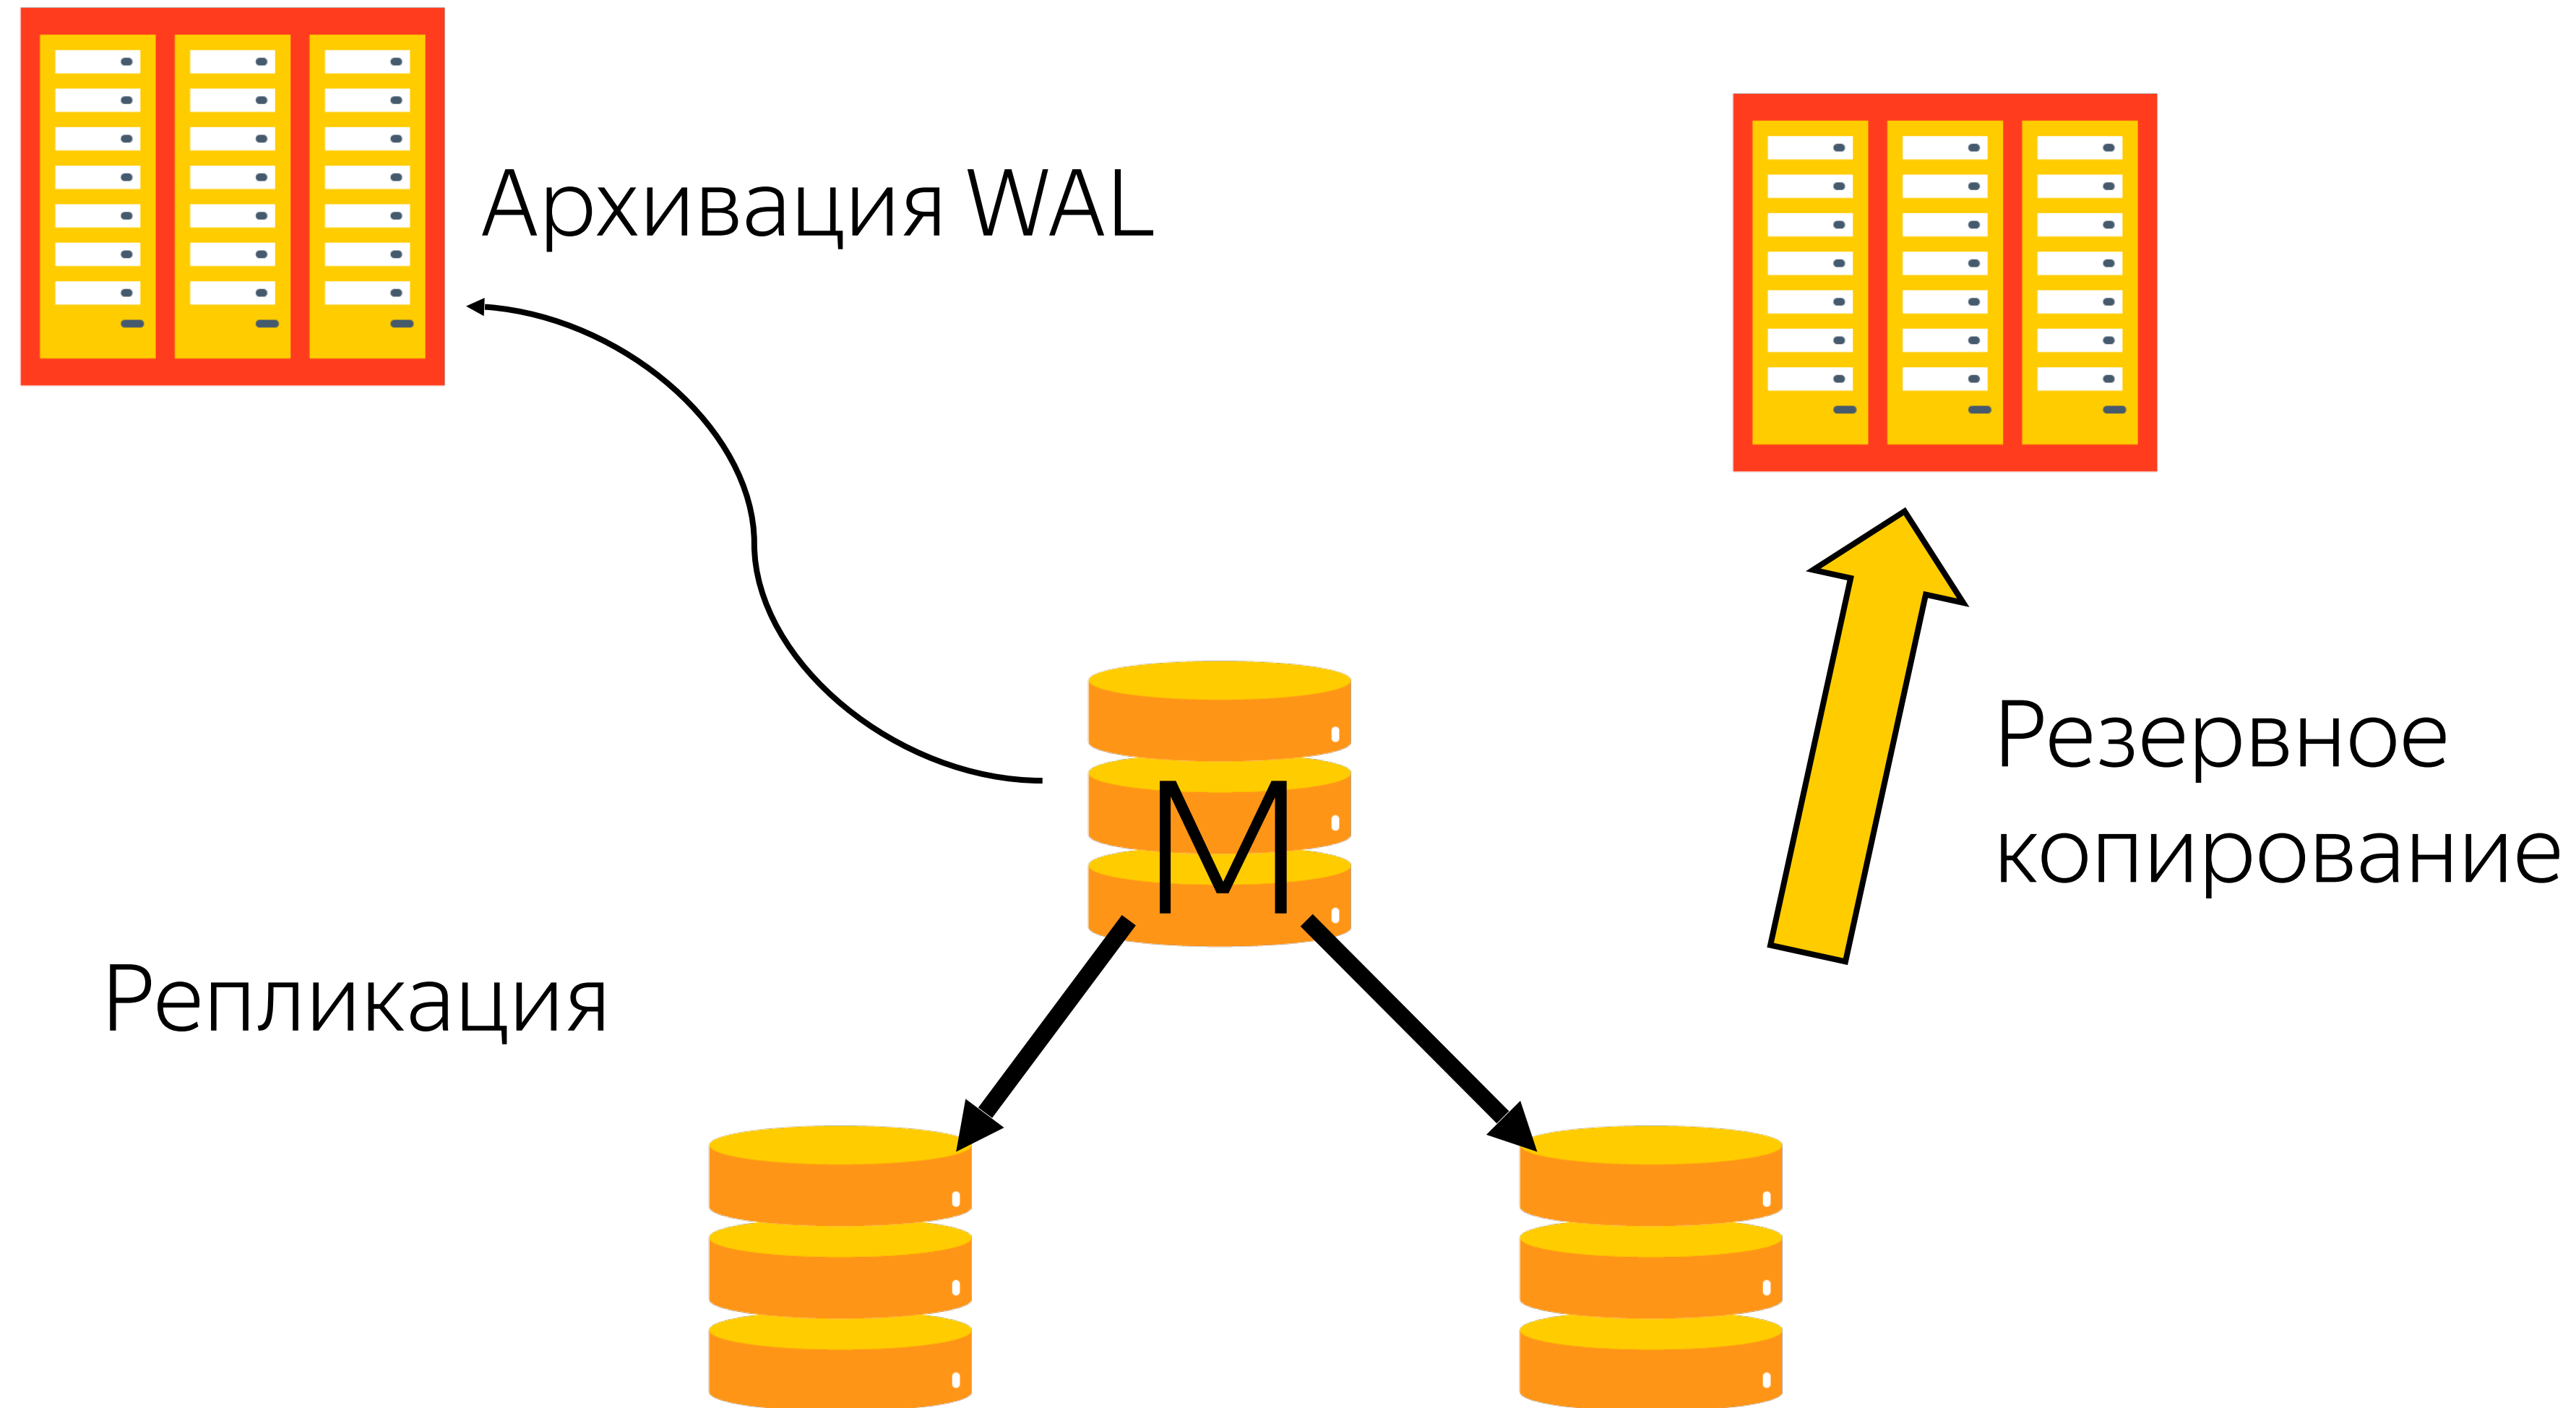 Архивация WAL
Резервное
копирование
М
Репликация